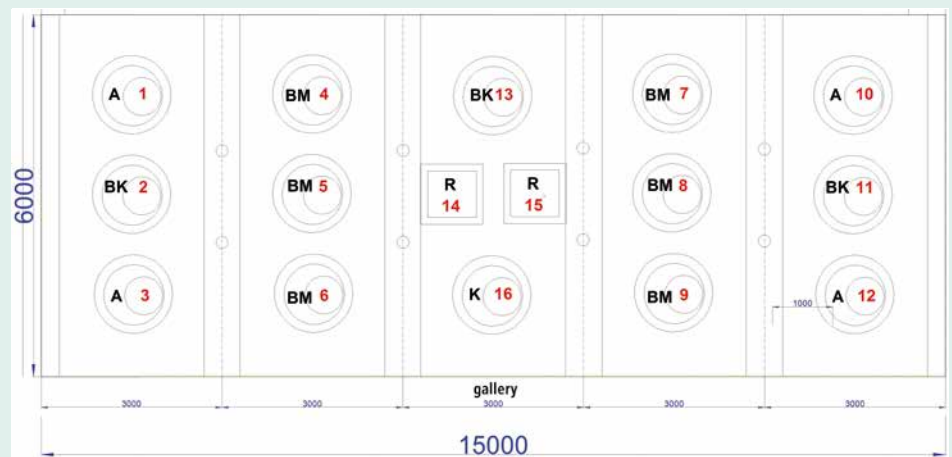 A 1
BM 4
BK 13
BM 7
A 10
BK 2
BM 5
R 14
R 15
BM 8
BK 11
A 3
BM 6
K 16
BM 9
A 12
1000
6000
gallery
3000 3000 3000 3000 3000
15000